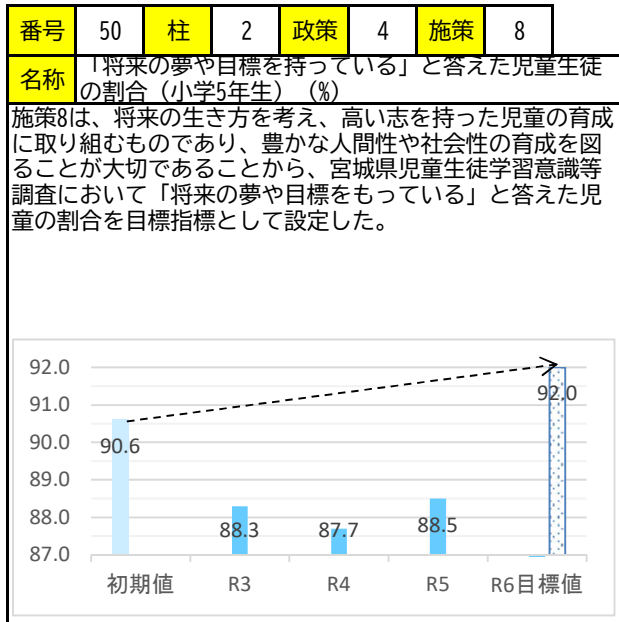 番号 50 柱 2 政策 4 施策 8
名称 「将来の夢や目標を持っている」と答えた児童生徒
の割合（小学5年生）（%）
施策8は、将来の生き方を考え、高い志を持った児童の育成
に取り組むものであり、豊かな人間性や社会性の育成を図
ることが大切であることから、宮城県児童生徒学習意識等
調査において「将来の夢や目標をもっている」と答えた児
童の割合を目標指標として設定した。
92.0
91.0
90.0
89.0
88.0
87.0
90.6
88.3
87.7
88.5
92.0
初期値 R3 R4 R5 R6目標値